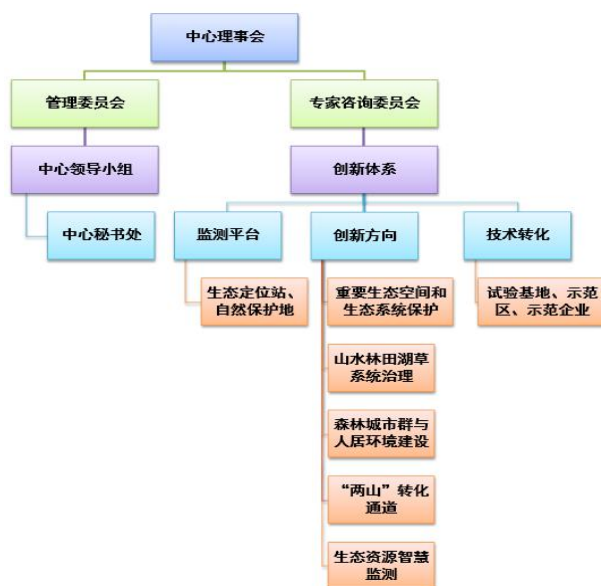 中心理事会
管理委员会
专家咨询委员会
中心领导小组
创新体系
中心秘书处
监测平台
创新方向
技术转化
生态定位站、
自然保护地
重要生态空间和
生态系统保护
试验基地、示范
区、示范企业
山水林田湖草
系统治理
森林城市群与
人居环境建设
“两山”转化
通道
生态资源智慧
监测